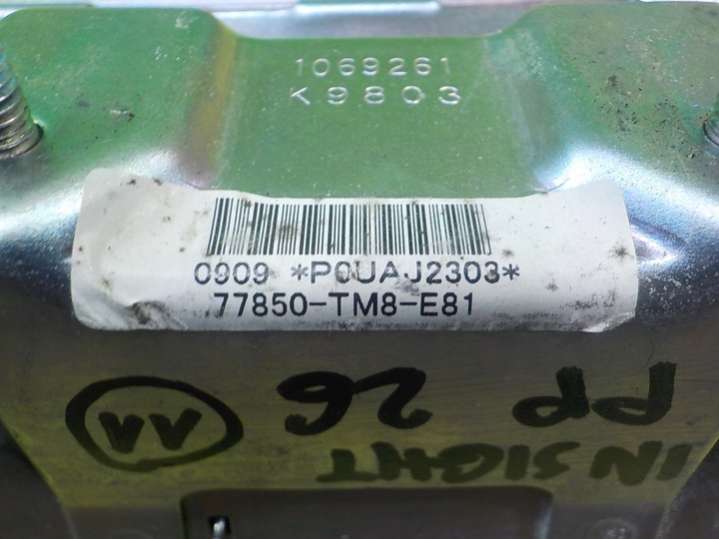 1069261
K9803
0909 *P0UAJ2303*
77850-TM8-E81
AA 26 PP
INSIGHT